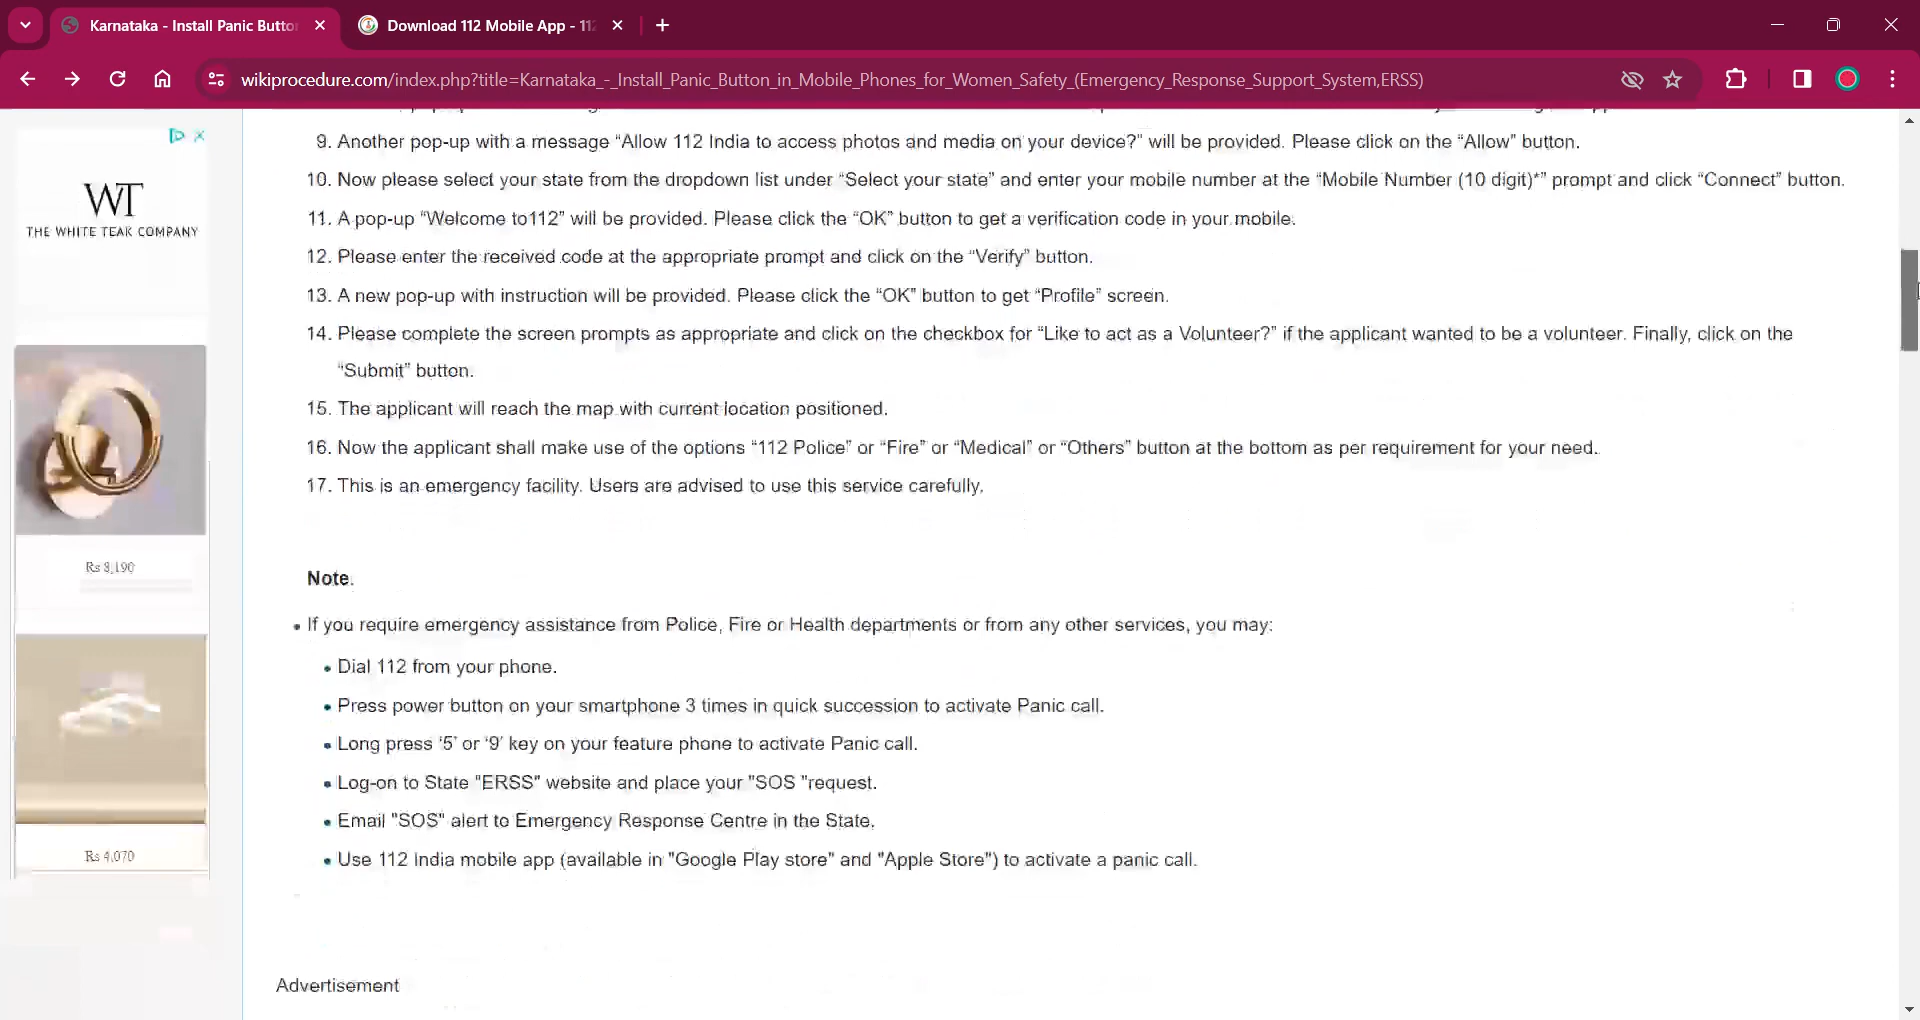 Karnataka - Install Panic Butto
Download 112 Mobile App - 112
wikiprocedure.com/index.php?title=Karnataka_-_Install_Panic_Button_in_Mobile_Phones_for_Women_Safety_(Emergency_Response_Support_System,ERSS)
9. Another pop-up with a message “Allow 112 India to access photos and media on your device?” will be provided. Please click on the “Allow” button.
10. Now please select your state from the dropdown list under “Select your state” and enter your mobile number at the “Mobile Number (10 digit)*” prompt and click “Connect” button.
11. A pop-up “Welcome to112” will be provided. Please click the “OK” button to get a verification code in your mobile.
12. Please enter the received code at the appropriate prompt and click on the “Verify” button.
13. A new pop-up with instruction will be provided. Please click the “OK” button to get “Profile” screen.
14. Please complete the screen prompts as appropriate and click on the checkbox for “Like to act as a Volunteer?” if the applicant wanted to be a volunteer. Finally, click on the
“Submit” button.
15. The applicant will reach the map with current location positioned.
16. Now the applicant shall make use of the options “112 Police” or “Fire” or “Medical” or “Others” button at the bottom as per requirement for your need.
17. This is an emergency facility. Users are advised to use this service carefully.
Note.
• If you require emergency assistance from Police, Fire or Health departments or from any other services, you may:
• Dial 112 from your phone.
• Press power button on your smartphone 3 times in quick succession to activate Panic call.
• Long press ‘5’ or ‘9’ key on your feature phone to activate Panic call.
• Log-on to State "ERSS" website and place your "SOS "request.
• Email "SOS" alert to Emergency Response Centre in the State.
• Use 112 India mobile app (available in "Google Play store" and "Apple Store") to activate a panic call.
Advertisement
WT
THE WHITE TEAK COMPANY
Rs 3,190
Rs 4,070